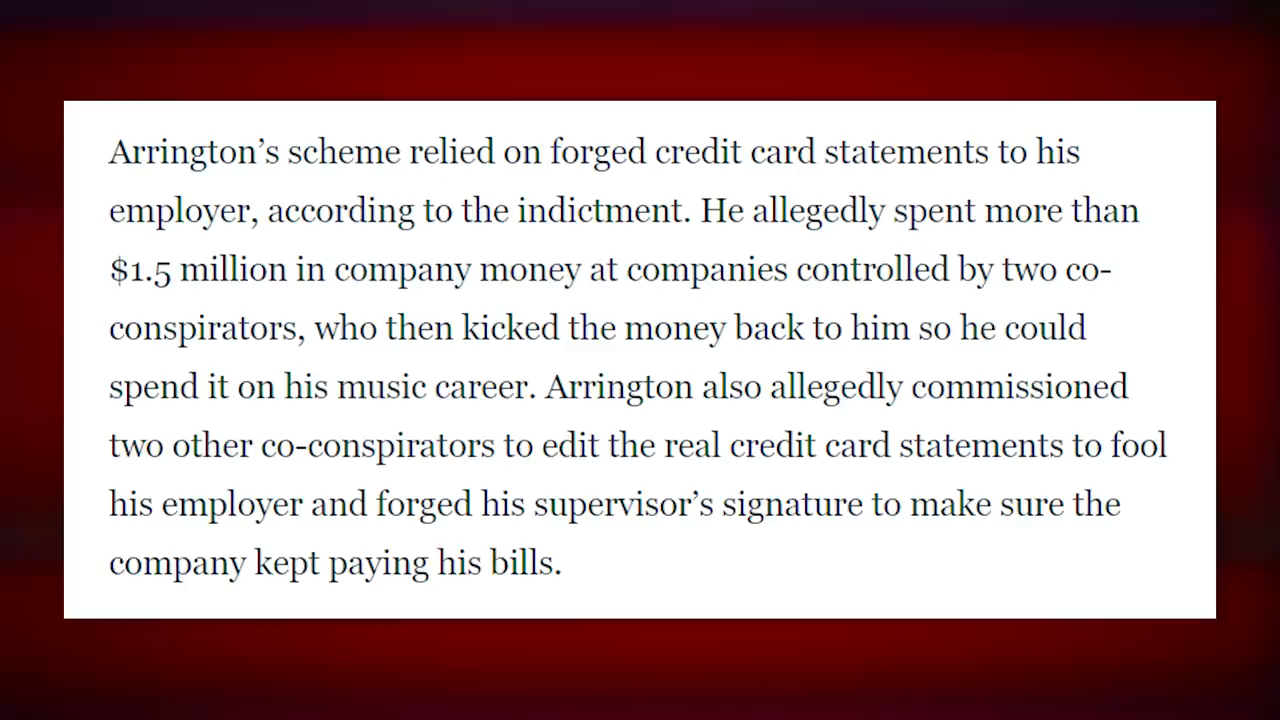 Arrington’s scheme relied on forged credit card statements to his
employer, according to the indictment. He allegedly spent more than
$1.5 million in company money at companies controlled by two co-
conspirators, who then kicked the money back to him so he could
spend it on his music career. Arrington also allegedly commissioned
two other co-conspirators to edit the real credit card statements to fool
his employer and forged his supervisor’s signature to make sure the
company kept paying his bills.